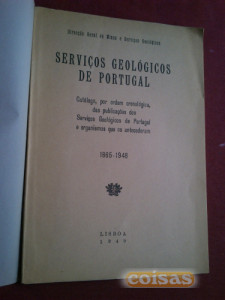 Direcção Geral de Minas e Serviços Geológicos
SERVIÇOS GEOLÓGICOS
DE PORTUGAL
Catálogo, por ordem cronológica,
das publicações dos
Serviços Geológicos de Portugal
e organismos que os antecederam
1865-1948
LISBOA
1949
coisas